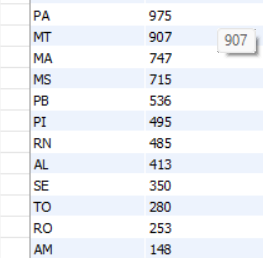 PA 975
MT 907
907
MA 747
MS 715
PB 536
PI 495
RN 485
AL 413
SE 350
TO 280
RO 253
AM 148